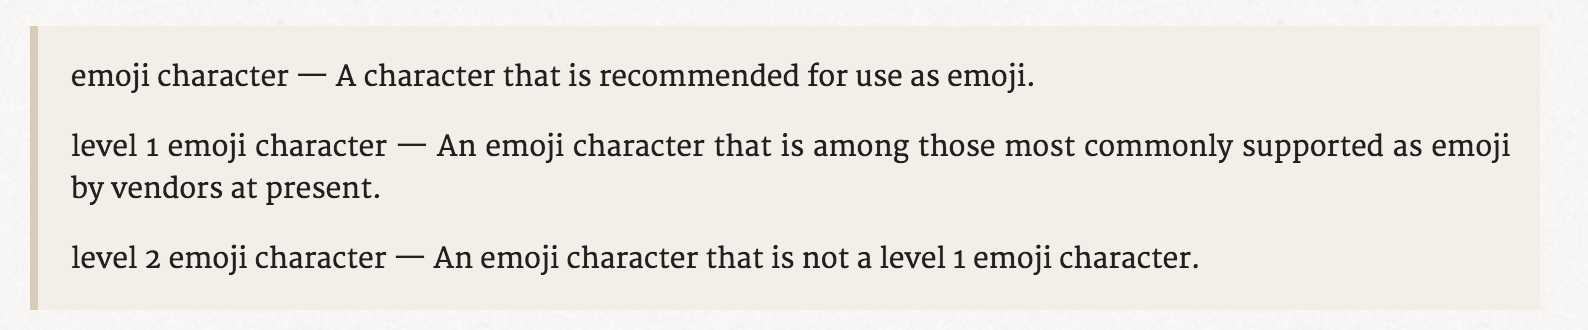 emoji character — A character that is recommended for use as emoji.
level 1 emoji character — An emoji character that is among those most commonly supported as emoji
by vendors at present.
level 2 emoji character — An emoji character that is not a level 1 emoji character.